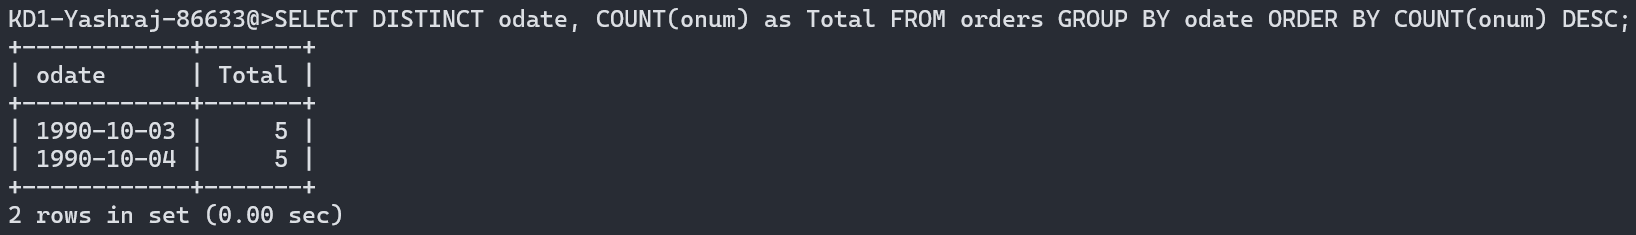 KD1-Yashraj-86633@>SELECT DISTINCT odate, COUNT(onum) as Total FROM orders GROUP BY odate ORDER BY COUNT(onum) DESC;
+------------+-------+
| odate      | Total |
+------------+-------+
| 1990-10-03 |     5 |
| 1990-10-04 |     5 |
+------------+-------+
2 rows in set (0.00 sec)